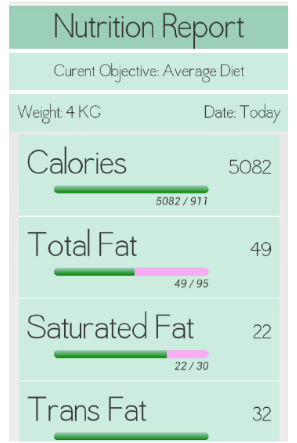 Nutrition Report
Curent Objective: Average Diet
Weight: 4 KG Date: Today
Calories 5082
5082 / 911
Total Fat 49
49 / 95
Saturated Fat 22
22 / 30
Trans Fat 32